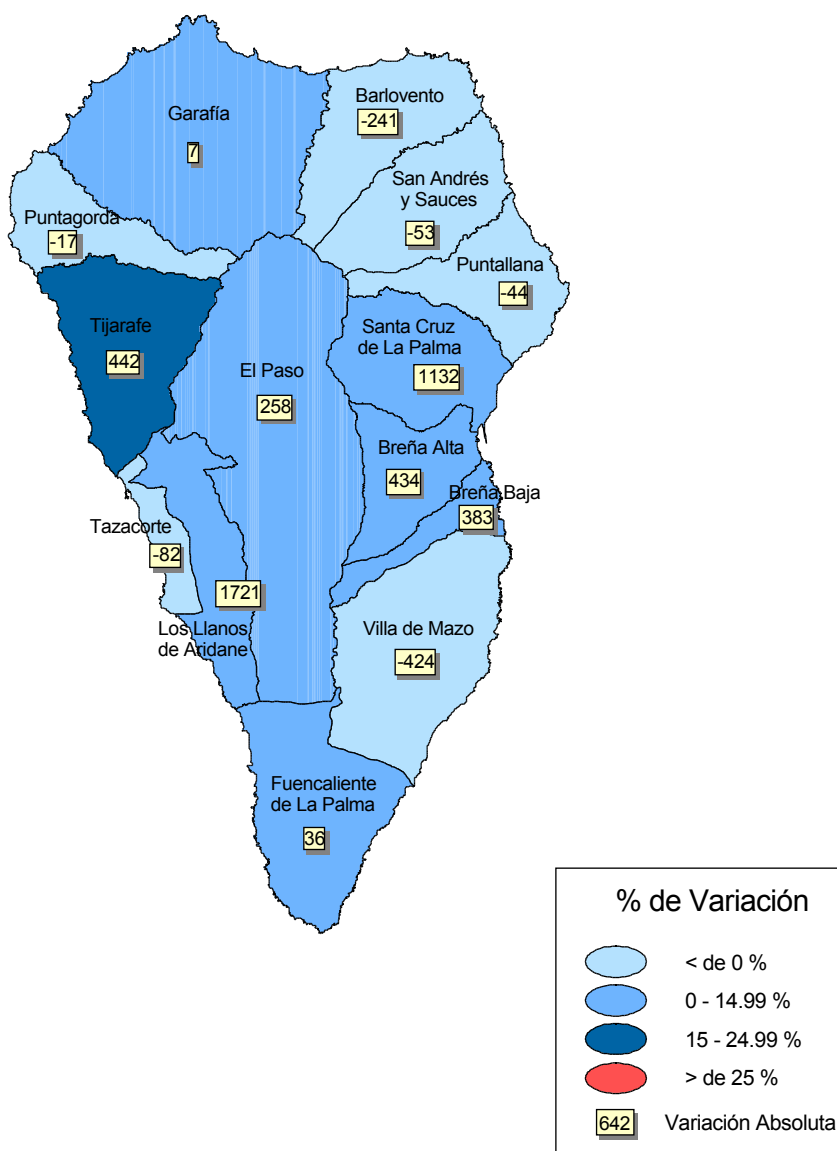 Garafía
7
Barlovento
-241
San Andrés
y Sauces
-53
Puntagorda
-17
Puntallana
-44
Tijarafe
442
Santa Cruz
de La Palma
1132
El Paso
258
Breña Alta
434
Breña Baja
383
Tazacorte
-82
1721
Los Llanos
de Aridane
Villa de Mazo
-424
Fuencaliente
de La Palma
36
% de Variación
< de 0 %
0 - 14.99 %
15 - 24.99 %
> de 25 %
642 Variación Absoluta